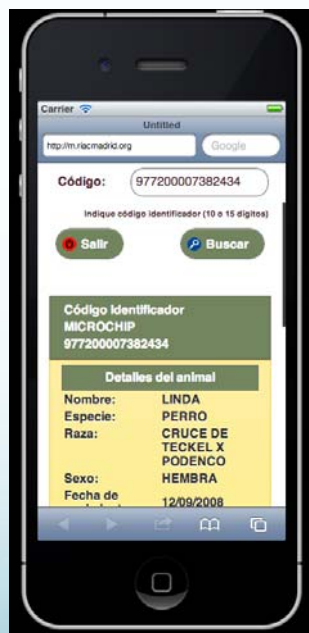 Carrier
Untitled
http://m.riacmadrid.org
Google
Código: 977200007382434
Indique código identificador (10 o 15 dígitos)
Salir Buscar
Código Identificador
MICROCHIP
977200007382434
Detalles del animal
Nombre: LINDA
Especie: PERRO
Raza: CRUCE DE
TECKEL X
PODENCO
Sexo: HEMBRA
Fecha de
12/09/2008